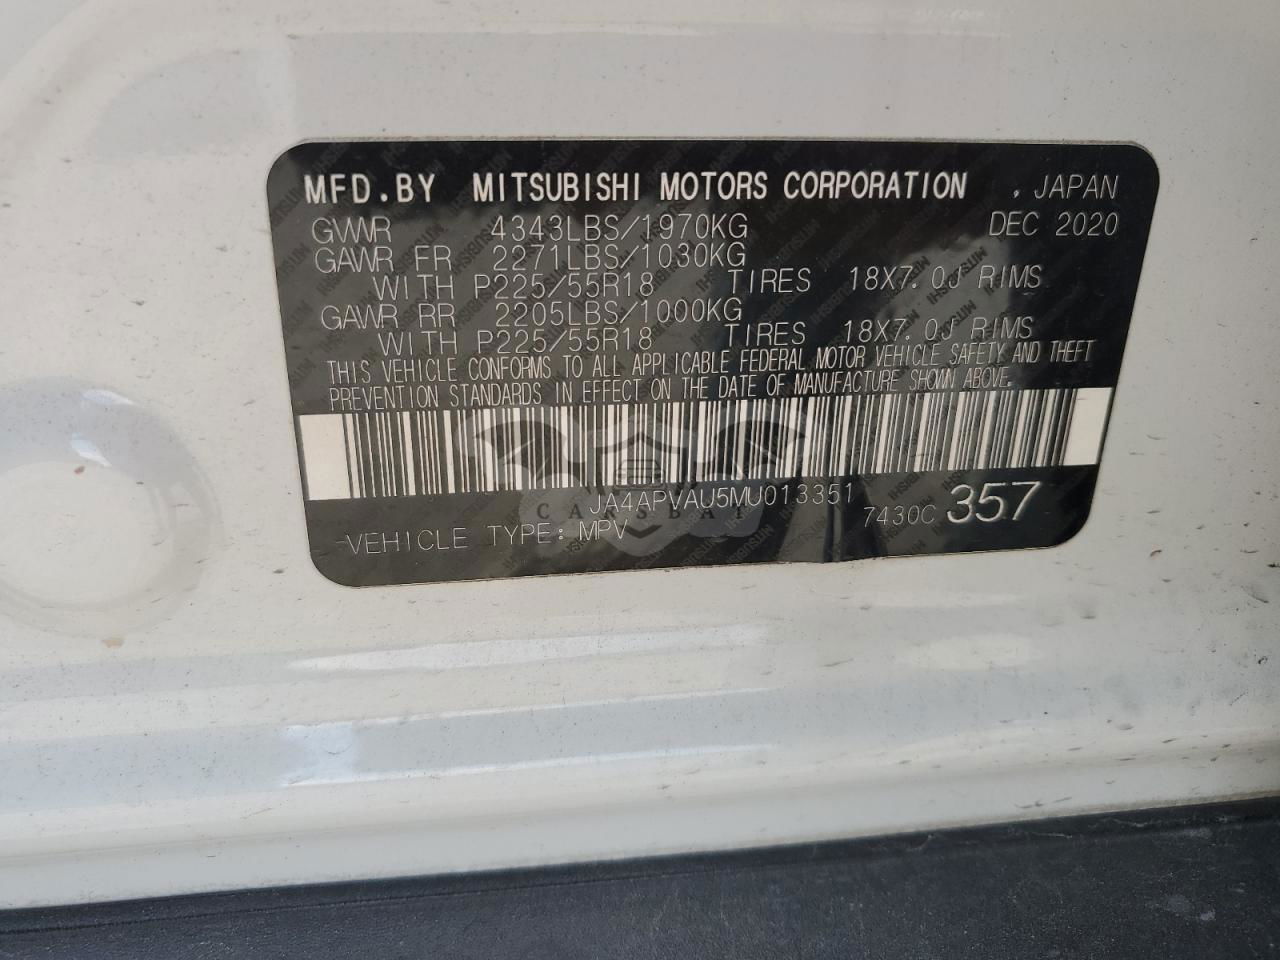 MFD.BY MITSUBISHI MOTORS CORPORATION , JAPAN
GVWR 4343LBS/1970KG DEC 2020
GAWR FR 2271LBS/1030KG
WITH P225/55R18 TIRES 18X7.0J RIMS
GAWR RR 2205LBS/1000KG
WITH P225/55R18 TIRES 18X7.0J RIMS
THIS VEHICLE CONFORMS TO ALL APPLICABLE FEDERAL MOTOR VEHICLE SAFETY AND THEFT
PREVENTION STANDARDS IN EFFECT ON THE DATE OF MANUFACTURE SHOWN ABOVE.
JA4APVAU5MU013351
7430C 357
CARSBAT
VEHICLE TYPE: MPV